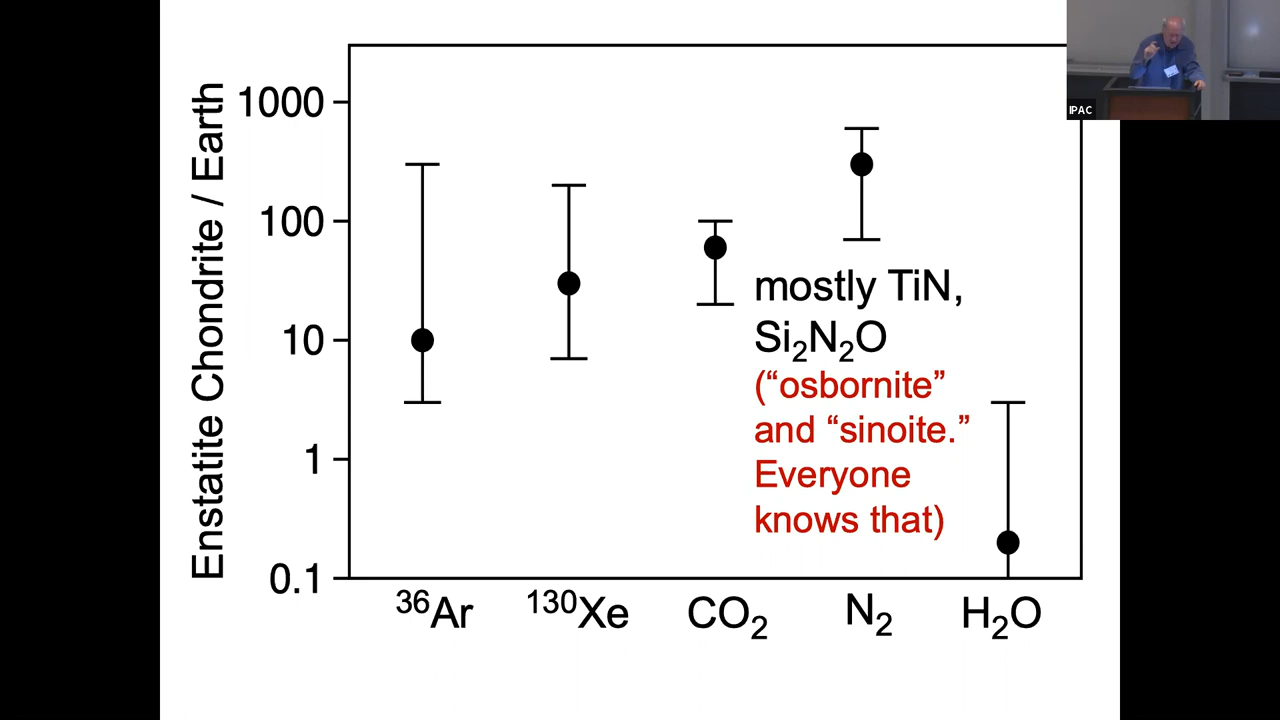 IPAC
Enstatite Chondrite / Earth
1000
100
10
1
0.1
mostly TiN,
Si₂N₂O
(“osbornite”
and “sinoite.”
Everyone
knows that)
³⁶Ar
¹³⁰Xe
CO₂
N₂
H₂O